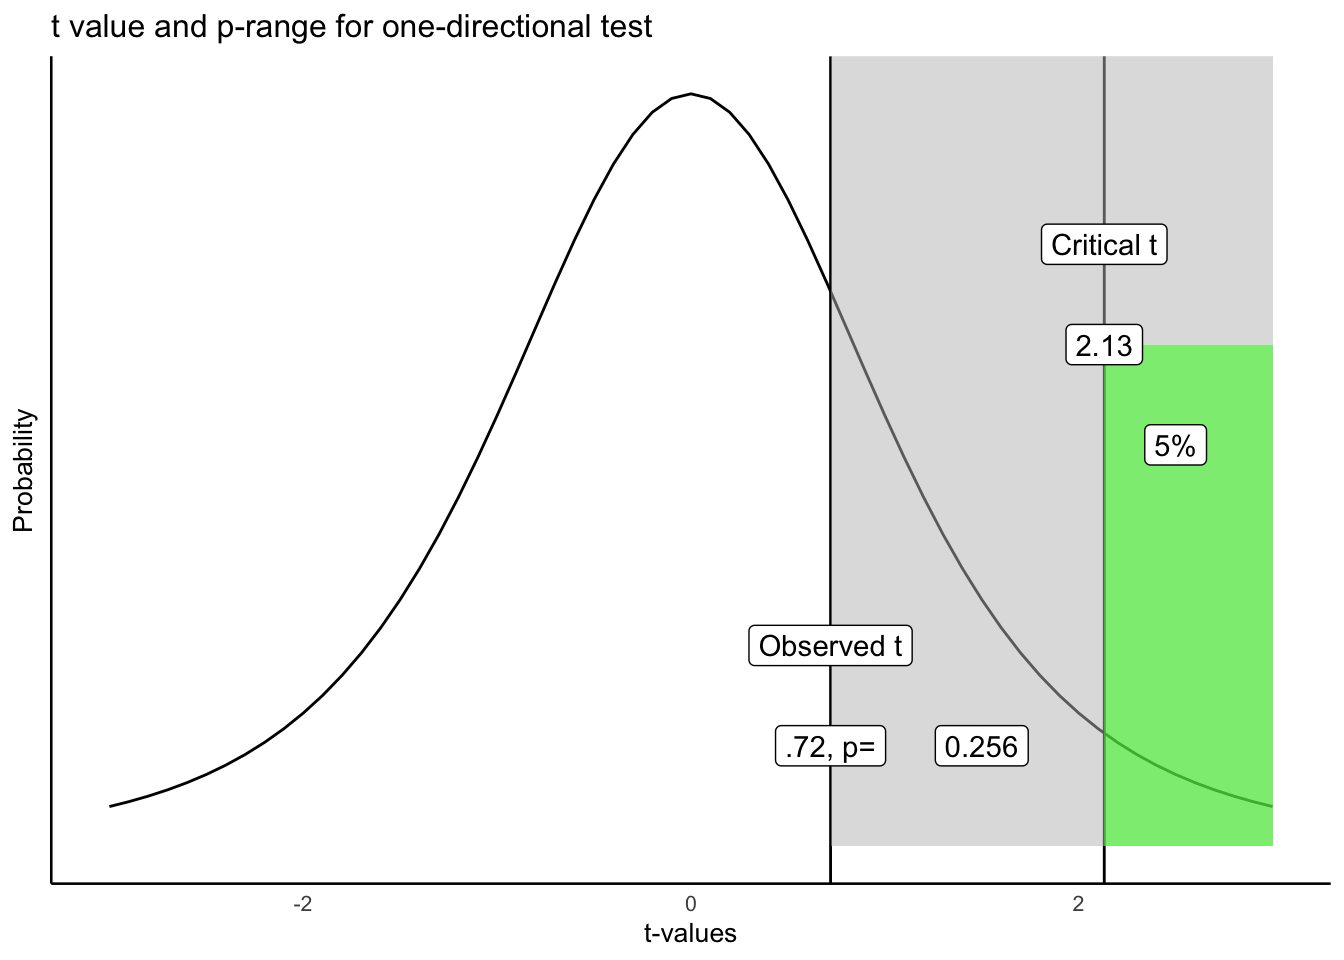 t value and p-range for one-directional test
Critical t
2.13
5%
Probability
Observed t
.72, p= 0.256
-2 0 2
t-values